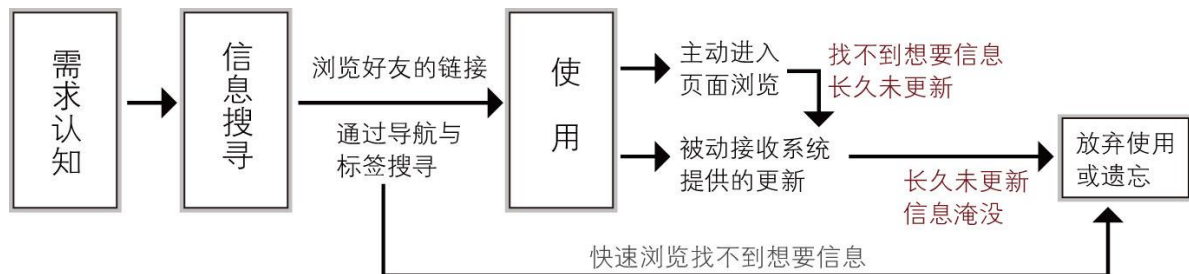 需求认知
信息搜寻
浏览好友的链接
通过导航与
标签搜寻
使用
主动进入
页面浏览
找不到想要信息
长久未更新
被动接收系统
提供的更新
长久未更新
信息淹没
放弃使用
或遗忘
快速浏览找不到想要信息